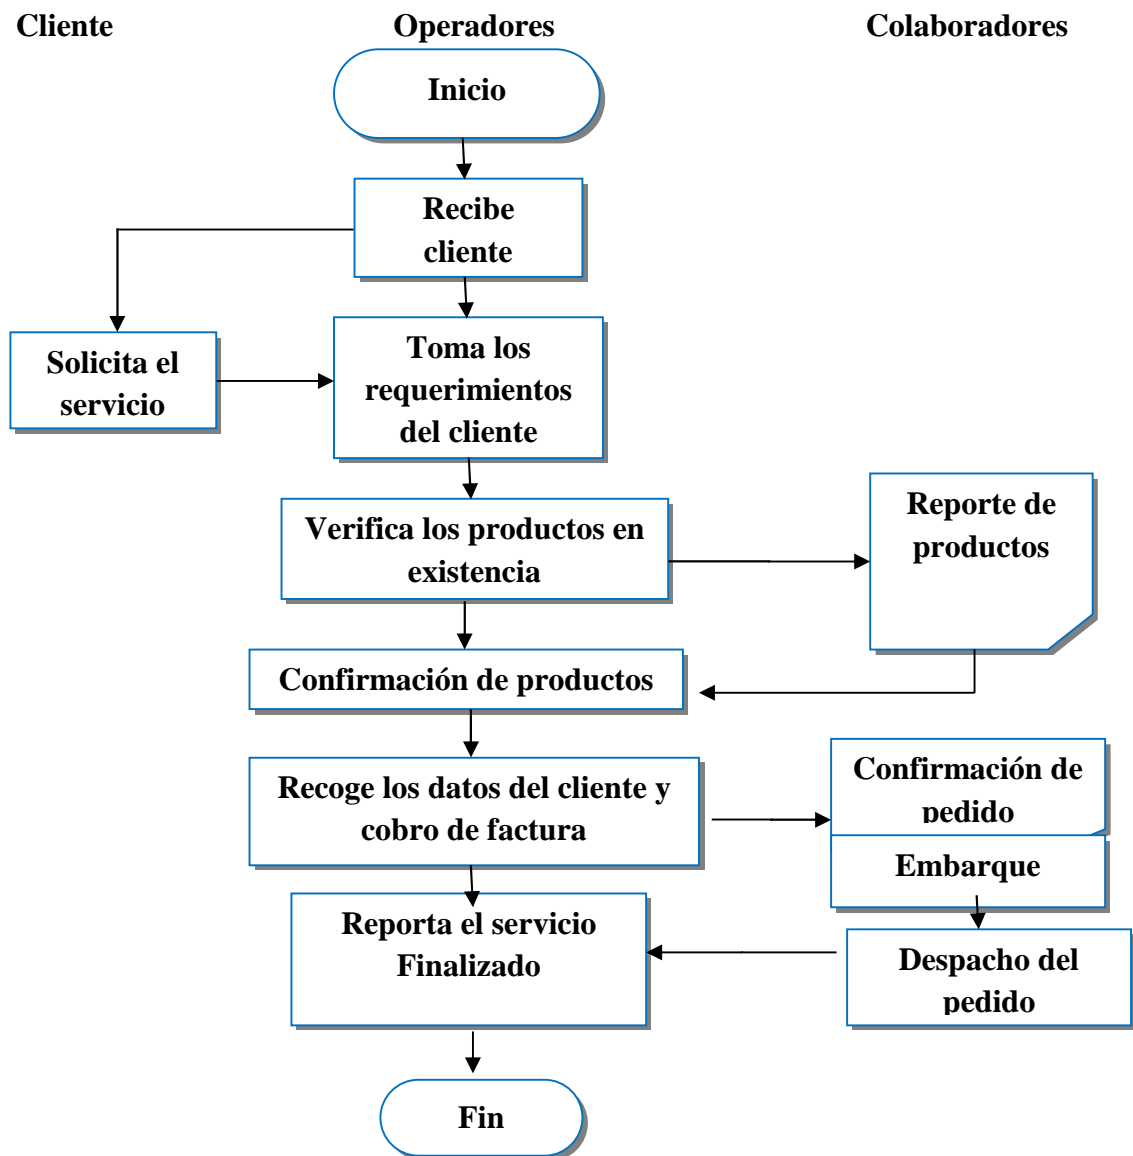 Cliente
Operadores
Colaboradores
Inicio
Recibe
cliente
Solicita el
servicio
Toma los
requerimientos
del cliente
Verifica los productos en
existencia
Reporte de
productos
Confirmación de productos
Recoge los datos del cliente y
cobro de factura
Confirmación de
pedido
Embarque
Reporta el servicio
Finalizado
Despacho del
pedido
Fin